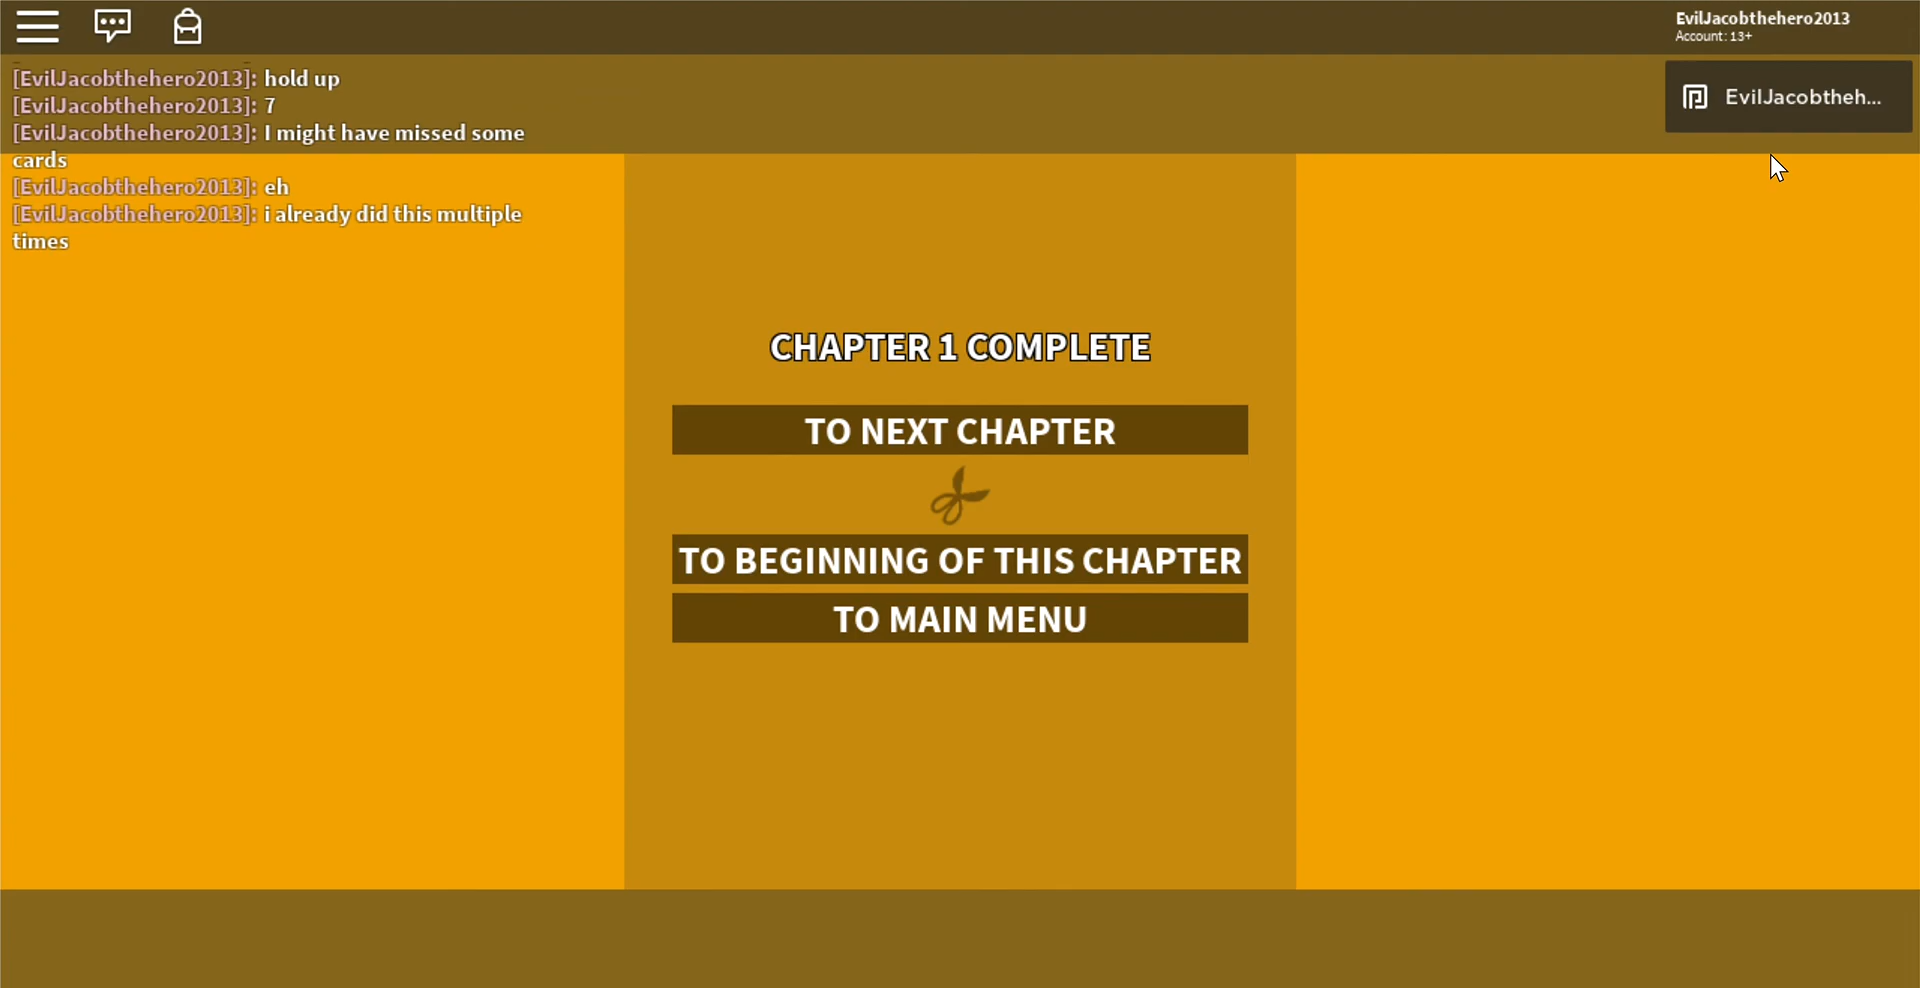 EvilJacobthehero2013
Account: 13+
[EvilJacobthehero2013]: hold up
[EvilJacobthehero2013]: 7
[EvilJacobthehero2013]: I might have missed some
cards
[EvilJacobthehero2013]: eh
[EvilJacobthehero2013]: i already did this multiple
times
EvilJacobtheh...
CHAPTER 1 COMPLETE
TO NEXT CHAPTER
TO BEGINNING OF THIS CHAPTER
TO MAIN MENU